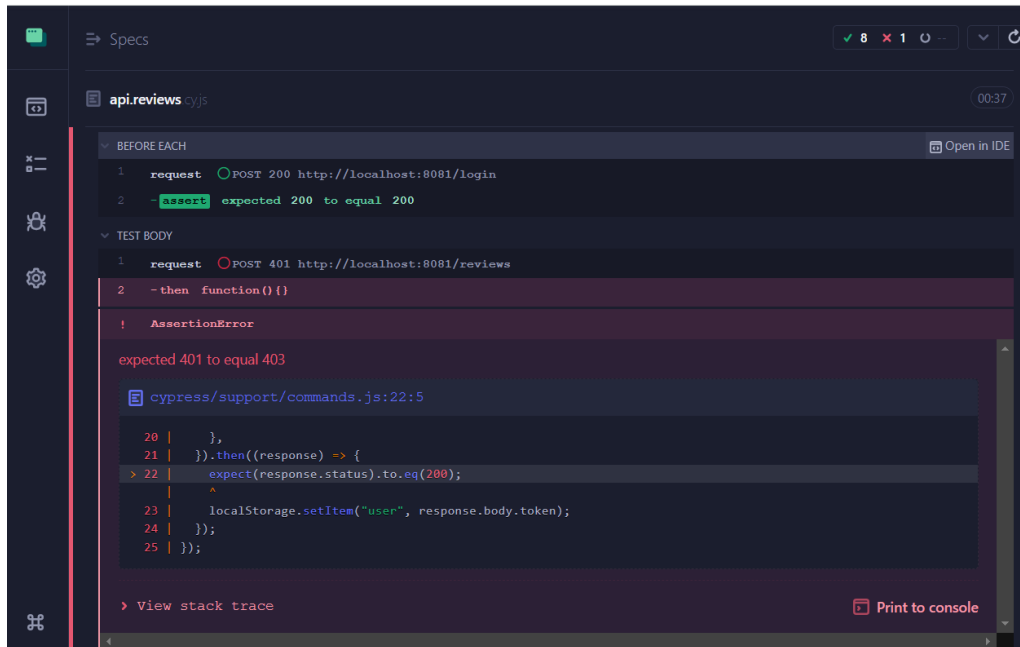 Specs
8 1 --
api.reviews.cy.js
00:37
BEFORE EACH
Open in IDE
1 request POST 200 http://localhost:8081/login
2 -assert expected 200 to equal 200
TEST BODY
1 request POST 401 http://localhost:8081/reviews
2 -then function(){}
! AssertionError
expected 401 to equal 403
cypress/support/commands.js:22:5
20 | },
21 | }).then((response) => {
> 22 | expect(response.status).to.eq(200);
| ^
23 | localStorage.setItem("user", response.body.token);
24 | });
25 | });
> View stack trace
Print to console